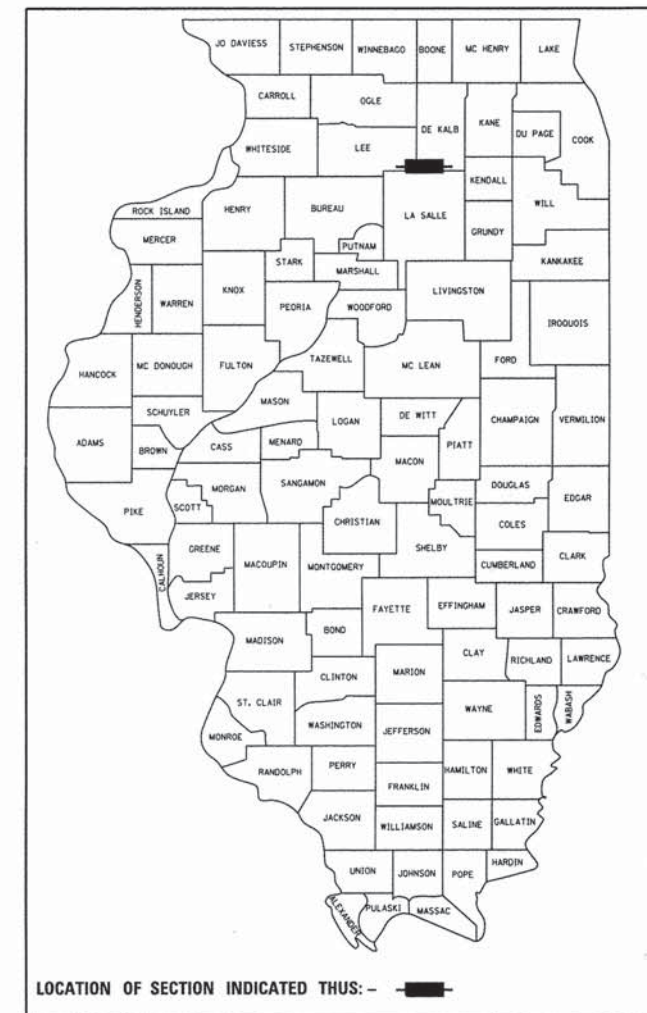 JO DAVIESS STEPHENSON WINNEBAGO BOONE MC HENRY LAKE
CARROLL OGLE DE KALB KANE DU PAGE COOK
WHITESIDE LEE KENDALL WILL
ROCK ISLAND HENRY BUREAU LA SALLE GRUNDY
MERCER PUTNAM KANKAKEE
HENDERSON WARREN KNOX STARK MARSHALL LIVINGSTON
PEORIA WOODFORD IROQUOIS
HANCOCK MC DONOUGH FULTON TAZEWELL MC LEAN FORD
SCHUYLER MASON LOGAN DE WITT CHAMPAIGN VERMILION
ADAMS BROWN CASS MENARD MACON PIATT
PIKE SCOTT MORGAN SANGAMON MOULTRIE DOUGLAS EDGAR
CHRISTIAN COLES
CALHOUN GREENE MACOUPIN MONTGOMERY SHELBY CUMBERLAND CLARK
JERSEY FAYETTE EFFINGHAM JASPER CRAWFORD
MADISON BOND CLAY RICHLAND LAWRENCE
CLINTON MARION
ST. CLAIR WAYNE EDWARDS WABASH
MONROE WASHINGTON JEFFERSON
RANDOLPH PERRY FRANKLIN HAMILTON WHITE
JACKSON WILLIAMSON SALINE GALLATIN
UNION JOHNSON POPE HARDIN
ALEXANDER PULASKI MASSAC
LOCATION OF SECTION INDICATED THUS: -